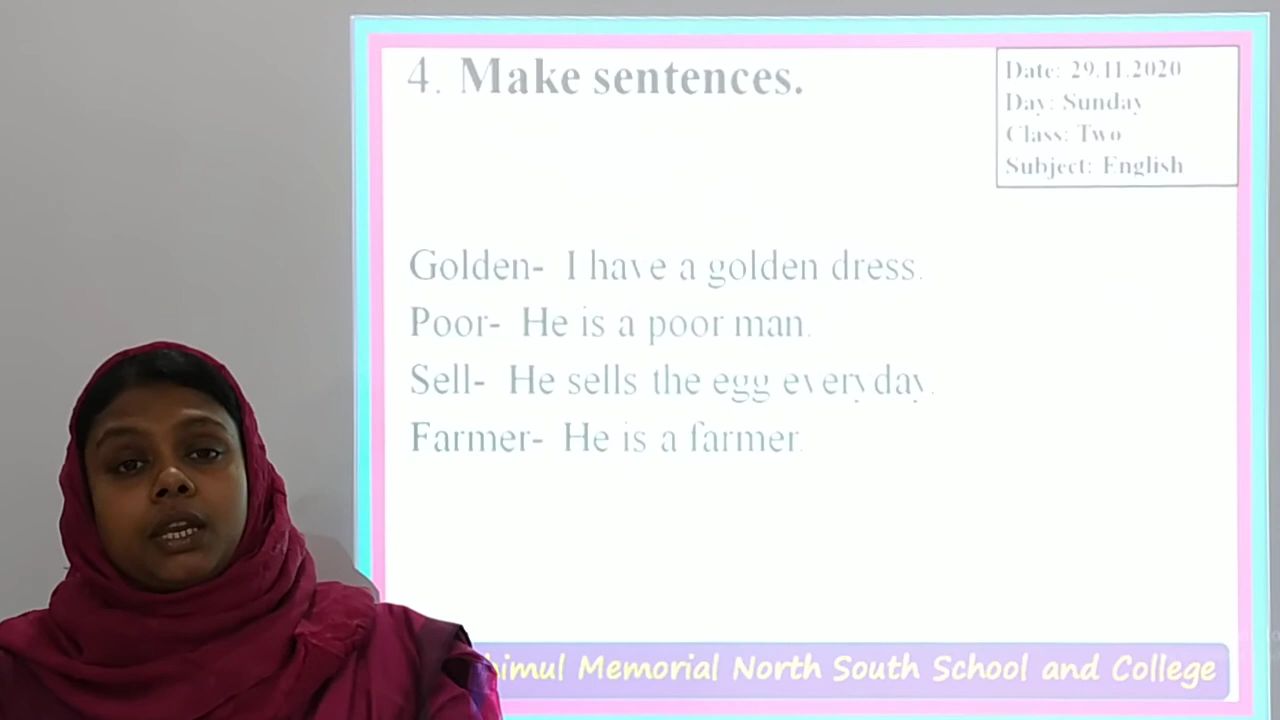 4. Make sentences.
Date: 29.11.2020
Day: Sunday
Class: Two
Subject: English
Golden- I have a golden dress.
Poor- He is a poor man.
Sell- He sells the egg everyday.
Farmer- He is a farmer.
Memorial North South School and College